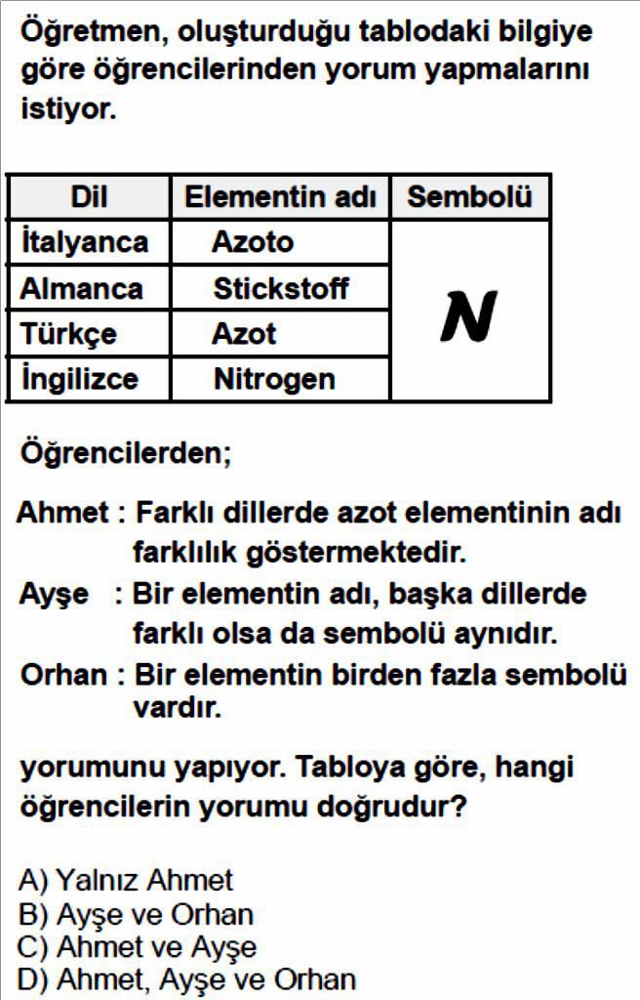 Öğretmen, oluşturduğu tablodaki bilgiye
göre öğrencilerinden yorum yapmalarını
istiyor.
Dil Elementin adı Sembolü
İtalyanca Azoto
Almanca Stickstoff
N
Türkçe Azot
İngilizce Nitrogen
Öğrencilerden;
Ahmet : Farklı dillerde azot elementinin adı
farklılık göstermektedir.
Ayşe : Bir elementin adı, başka dillerde
farklı olsa da sembolü aynıdır.
Orhan : Bir elementin birden fazla sembolü
vardır.
yorumunu yapıyor. Tabloya göre, hangi
öğrencilerin yorumu doğrudur?
A) Yalnız Ahmet
B) Ayşe ve Orhan
C) Ahmet ve Ayşe
D) Ahmet, Ayşe ve Orhan